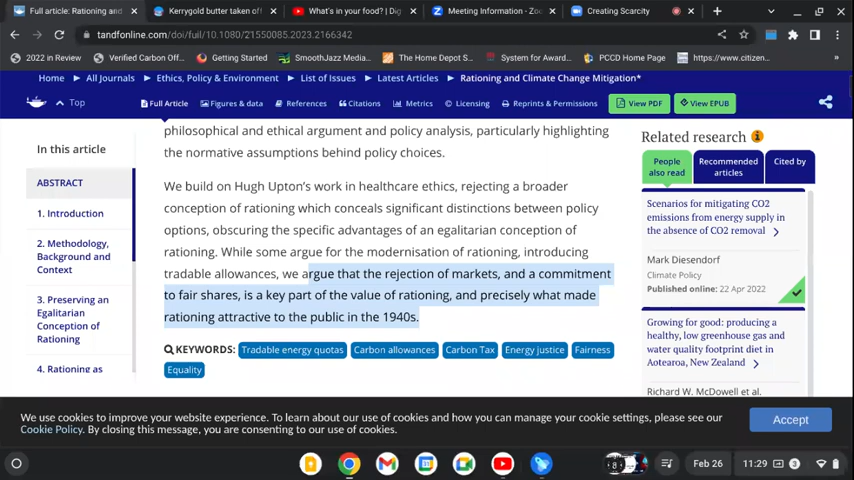 Full article: Rationing and
Kerrygold butter taken of
What's in your food? | Dig
Meeting Information - Zoo
Creating Scarcity
tandfonline.com/doi/full/10.1080/21550085.2023.2166342
2022 in Review
Verified Carbon Off...
Getting Started
SmoothJazz Media...
The Home Depot S...
System for Award...
PCCD Home Page
https://www.citizen...
Home
All Journals
Ethics, Policy & Environment
List of Issues
Latest Articles
Rationing and Climate Change Mitigation*
Top
Full Article
Figures & data
References
Citations
Metrics
Licensing
Reprints & Permissions
View PDF
View EPUB
In this article
ABSTRACT
1. Introduction
2. Methodology,
Background and
Context
3. Preserving an
Egalitarian
Conception of
Rationing
4. Rationing as
philosophical and ethical argument and policy analysis, particularly highlighting
the normative assumptions behind policy choices.
We build on Hugh Upton's work in healthcare ethics, rejecting a broader
conception of rationing which conceals significant distinctions between policy
options, obscuring the specific advantages of an egalitarian conception of
rationing. While some argue for the modernisation of rationing, introducing
tradable allowances, we argue that the rejection of markets, and a commitment
to fair shares, is a key part of the value of rationing, and precisely what made
rationing attractive to the public in the 1940s.
KEYWORDS: Tradable energy quotas Carbon allowances Carbon Tax Energy justice Fairness
Equality
Related research
People
also read
Recommended
articles
Cited by
Scenarios for mitigating CO2
emissions from energy supply in
the absence of CO2 removal
Mark Diesendorf
Climate Policy
Published online: 22 Apr 2022
Growing for good: producing a
healthy, low greenhouse gas and
water quality footprint diet in
Aotearoa, New Zealand
Richard W. McDowell et al.
We use cookies to improve your website experience. To learn about our use of cookies and how you can manage your cookie settings, please see our
Cookie Policy. By closing this message, you are consenting to our use of cookies.
Accept
Feb 26
11:29
3